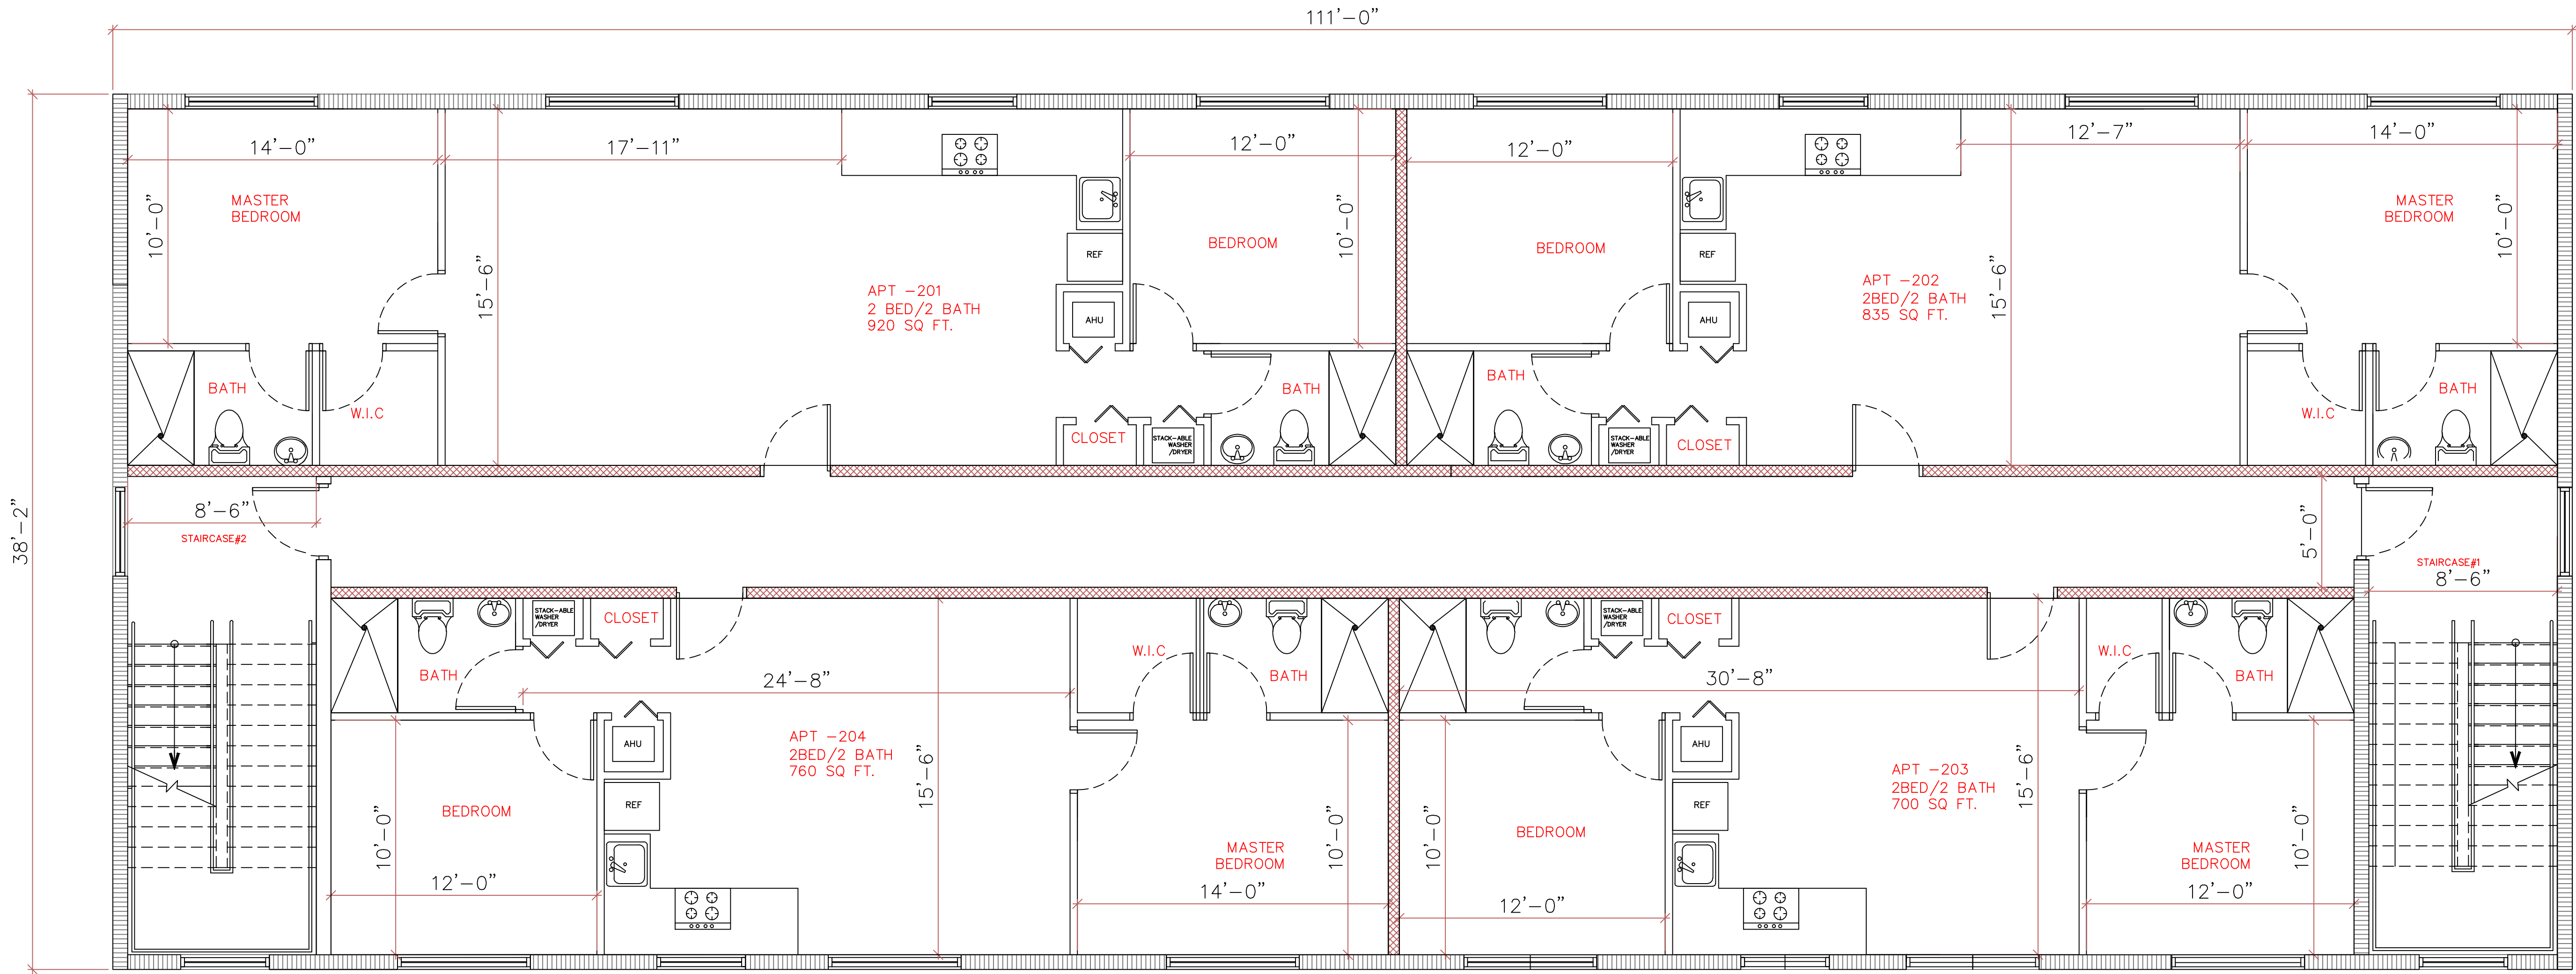 111'-0"
14'-0"
17'-11"
12'-0"
12'-0"
12'-7"
14'-0"
10'-0"
MASTER
BEDROOM
15'-6"
REF
BEDROOM
10'-0"
BEDROOM
REF
15'-6"
MASTER
BEDROOM
10'-0"
APT -201
2 BED/2 BATH
920 SQ FT.
AHU
AHU
APT -202
2BED/2 BATH
835 SQ FT.
BATH
W.I.C
CLOSET
STACK-ABLE
WASHER
/DRYER
BATH
BATH
STACK-ABLE
WASHER
/DRYER
CLOSET
W.I.C
BATH
38'-2"
8'-6"
STAIRCASE#2
5'-0"
STAIRCASE#1
8'-6"
BATH
STACK-ABLE
WASHER
/DRYER
CLOSET
24'-8"
W.I.C
BATH
STACK-ABLE
WASHER
/DRYER
CLOSET
30'-8"
W.I.C
BATH
AHU
APT -204
2BED/2 BATH
760 SQ FT.
15'-6"
AHU
APT -203
2BED/2 BATH
700 SQ FT.
15'-6"
BEDROOM
REF
10'-0"
12'-0"
MASTER
BEDROOM
10'-0"
14'-0"
10'-0"
BEDROOM
REF
12'-0"
MASTER
BEDROOM
10'-0"
12'-0"